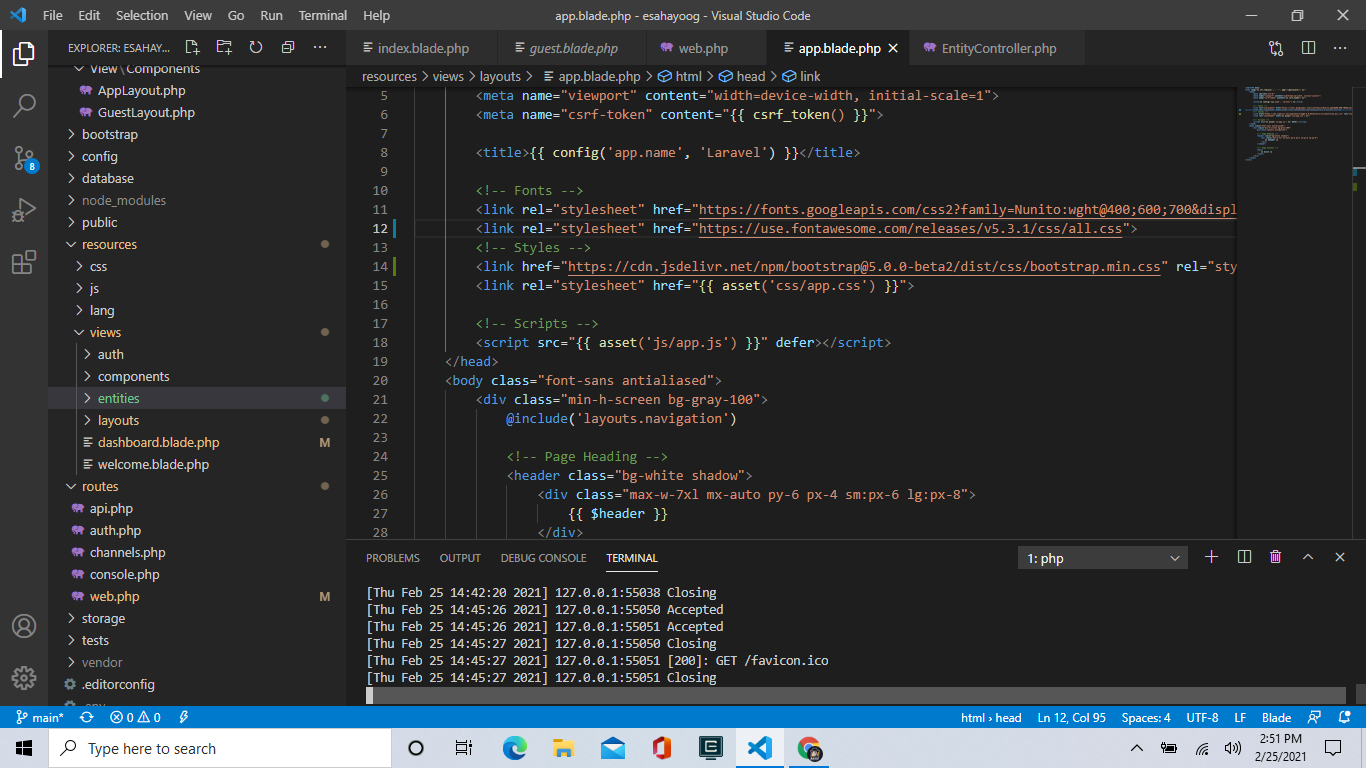 File Edit Selection View Go Run Terminal Help
app.blade.php - esahayoog - Visual Studio Code
EXPLORER: ESAHAY...
View\Components
AppLayout.php
GuestLayout.php
bootstrap
config
database
node_modules
public
resources
css
js
lang
views
auth
components
entities
layouts
dashboard.blade.php M
welcome.blade.php
routes
api.php
auth.php
channels.php
console.php
web.php M
storage
tests
vendor
.editorconfig
.env
8
index.blade.php guest.blade.php web.php app.blade.php EntityController.php
resources > views > layouts > app.blade.php > html > head > link
5 <meta name="viewport" content="width=device-width, initial-scale=1">
6 <meta name="csrf-token" content="{{ csrf_token() }}">
7
8 <title>{{ config('app.name', 'Laravel') }}</title>
9
10 <!-- Fonts -->
11 <link rel="stylesheet" href="https://fonts.googleapis.com/css2?family=Nunito:wght@400;600;700&displ
12 <link rel="stylesheet" href="https://use.fontawesome.com/releases/v5.3.1/css/all.css">
13 <!-- Styles -->
14 <link href="https://cdn.jsdelivr.net/npm/bootstrap@5.0.0-beta2/dist/css/bootstrap.min.css" rel="sty
15 <link rel="stylesheet" href="{{ asset('css/app.css') }}">
16
17 <!-- Scripts -->
18 <script src="{{ asset('js/app.js') }}" defer></script>
19 </head>
20 <body class="font-sans antialiased">
21 <div class="min-h-screen bg-gray-100">
22 @include('layouts.navigation')
23
24 <!-- Page Heading -->
25 <header class="bg-white shadow">
26 <div class="max-w-7xl mx-auto py-6 px-4 sm:px-6 lg:px-8">
27 {{ $header }}
28 </div>
PROBLEMS OUTPUT DEBUG CONSOLE TERMINAL 1: php
[Thu Feb 25 14:42:20 2021] 127.0.0.1:55038 Closing
[Thu Feb 25 14:45:26 2021] 127.0.0.1:55050 Accepted
[Thu Feb 25 14:45:26 2021] 127.0.0.1:55051 Accepted
[Thu Feb 25 14:45:27 2021] 127.0.0.1:55050 Closing
[Thu Feb 25 14:45:27 2021] 127.0.0.1:55051 [200]: GET /favicon.ico
[Thu Feb 25 14:45:27 2021] 127.0.0.1:55051 Closing
main* 0 0 html › head Ln 12, Col 95 Spaces: 4 UTF-8 LF Blade
Type here to search
2:51 PM
2/25/2021